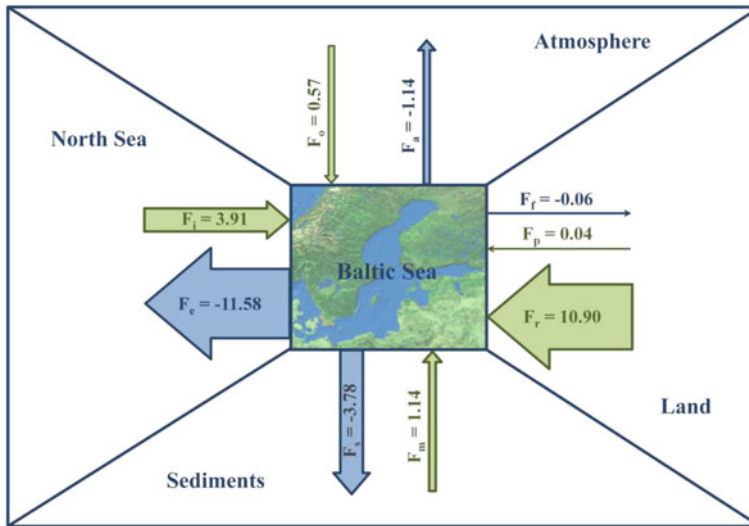 Atmosphere
North Sea
F_o = 0.57
F_a = -1.14
F_i = 3.91
F_f = -0.06
F_p = 0.04
Baltic Sea
F_e = -11.58
F_r = 10.90
F_s = -3.78
F_m = 1.14
Land
Sediments